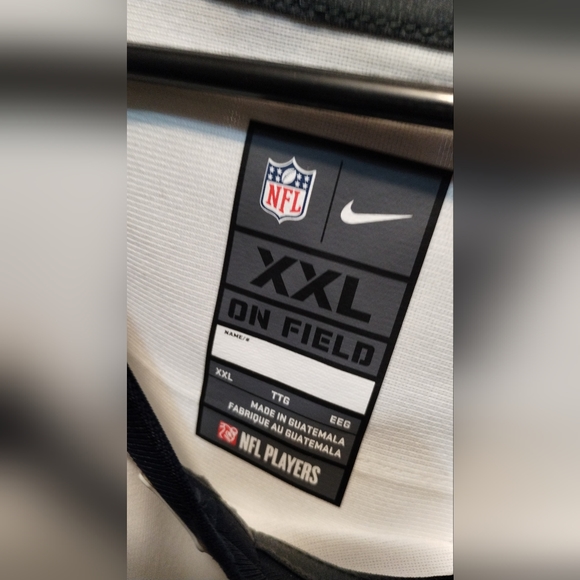 NFL
XXL
ON FIELD
NAME/#
XXL TTG EEG
MADE IN GUATEMALA
FABRIQUE AU GUATEMALA
NFL PLAYERS